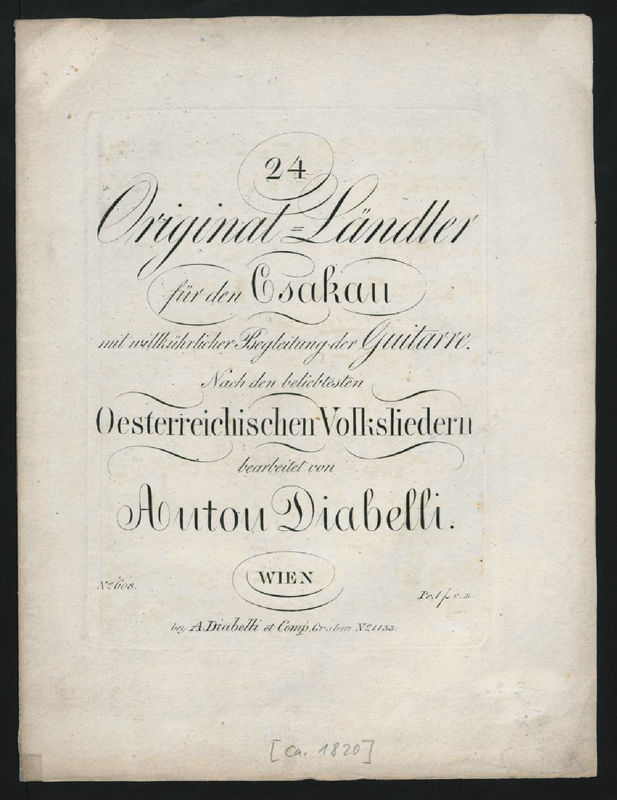 24
Original=Ländler
für den Csakan
mit willkührlicher Begleitung der Guitarre.
Nach den beliebtesten
Oesterreichischen Volksliedern
bearbeitet von
Anton Diabelli.
WIEN
No. 608.
Pr. 1 f
bey A. Diabelli et Comp. Graben No. 1133.
[ca. 1820]